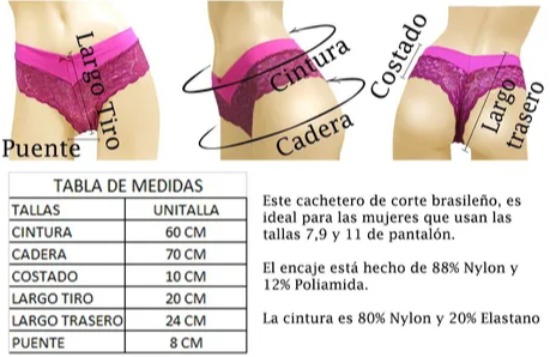 Largo Tiro
Puente
Cintura
Cadera
Costado
Largo
trasero
TABLA DE MEDIDAS
TALLAS UNITALLA
CINTURA 60 CM
CADERA 70 CM
COSTADO 10 CM
LARGO TIRO 20 CM
LARGO TRASERO 24 CM
PUENTE 8 CM
Este cachetero de corte brasileño, es
ideal para las mujeres que usan las
tallas 7,9 y 11 de pantalón.
El encaje está hecho de 88% Nylon y
12% Poliamida.
La cintura es 80% Nylon y 20% Elastano